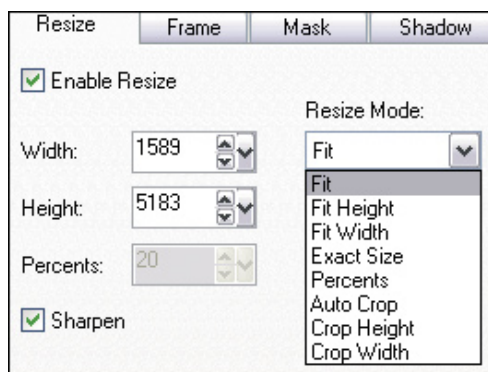 Resize Frame Mask Shadow
Enable Resize
Resize Mode:
Width: 1589 Fit
Fit
Height: 5183 Fit Height
Fit Width
Exact Size
Percents: 20 Percents
Auto Crop
Sharpen Crop Height
Crop Width